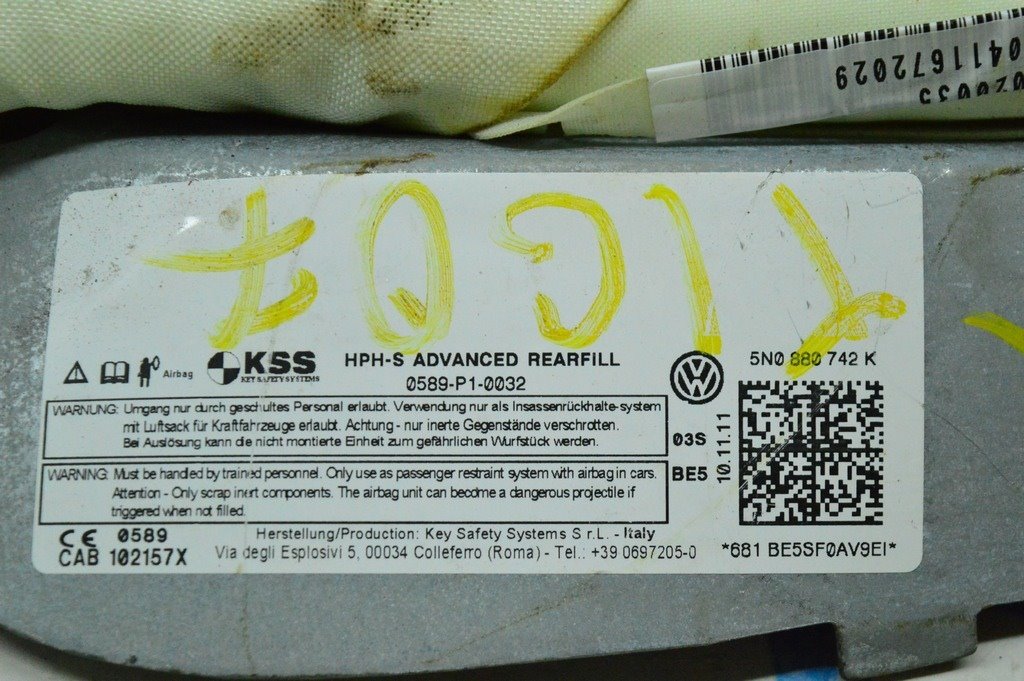 04116 72029
Airbag
KSS
KEY SAFETY SYSTEMS
HPH-S ADVANCED REARFILL
0589-P1-0032
WARNUNG: Umgang nur durch geschultes Personal erlaubt. Verwendung nur als Insassenrückhalte-system
mit Luftsack für Kraftfahrzeuge erlaubt. Achtung - nur inerte Gegenstände verschrotten.
Bei Auslösung kann die nicht montierte Einheit zum gefährlichen Wurfstück werden.
WARNING: Must be handled by trained personnel. Only use as passenger restraint system with airbag in cars.
Attention - Only scrap inert components. The airbag unit can become a dangerous projectile if
triggered when not filled.
CE 0589
CAB 102157X
Herstellung/Production: Key Safety Systems S r.L. - Italy
Via degli Esplosivi 5, 00034 Colleferro (Roma) - Tel.: +39 0697205-0
5N0 880 742 K
03S
BE5
10.11.11
*681 BE5SF0AV9EI*